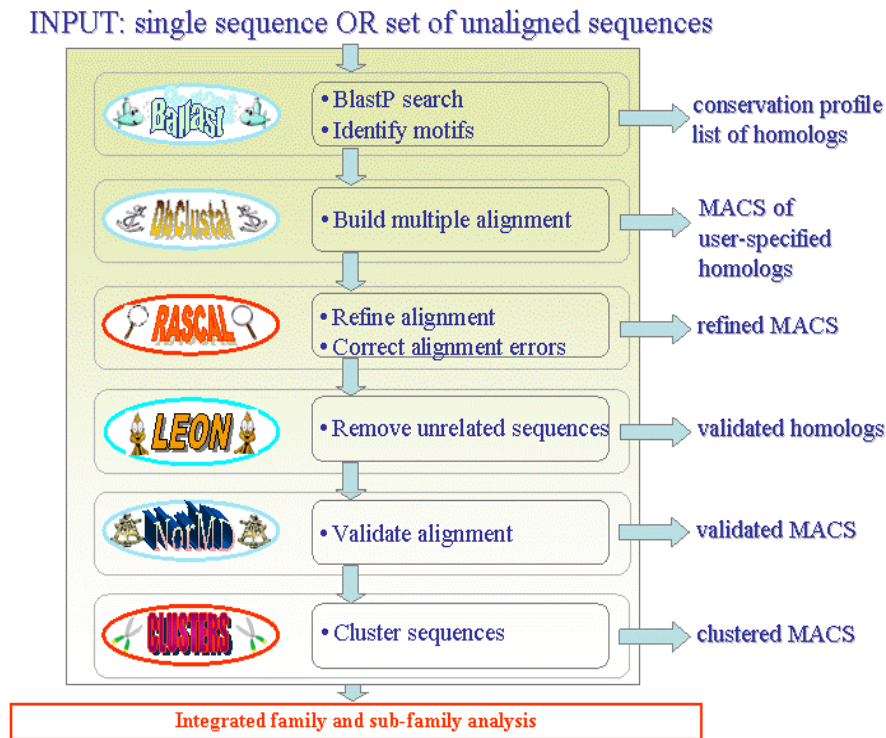 INPUT: single sequence OR set of unaligned sequences
Ballast
• BlastP search
• Identify motifs
conservation profile
list of homologs
DbClustal
• Build multiple alignment
MACS of
user-specified
homologs
RASCAL
• Refine alignment
• Correct alignment errors
refined MACS
LEON
• Remove unrelated sequences
validated homologs
NorMD
• Validate alignment
validated MACS
CLUSTERS
• Cluster sequences
clustered MACS
Integrated family and sub-family analysis